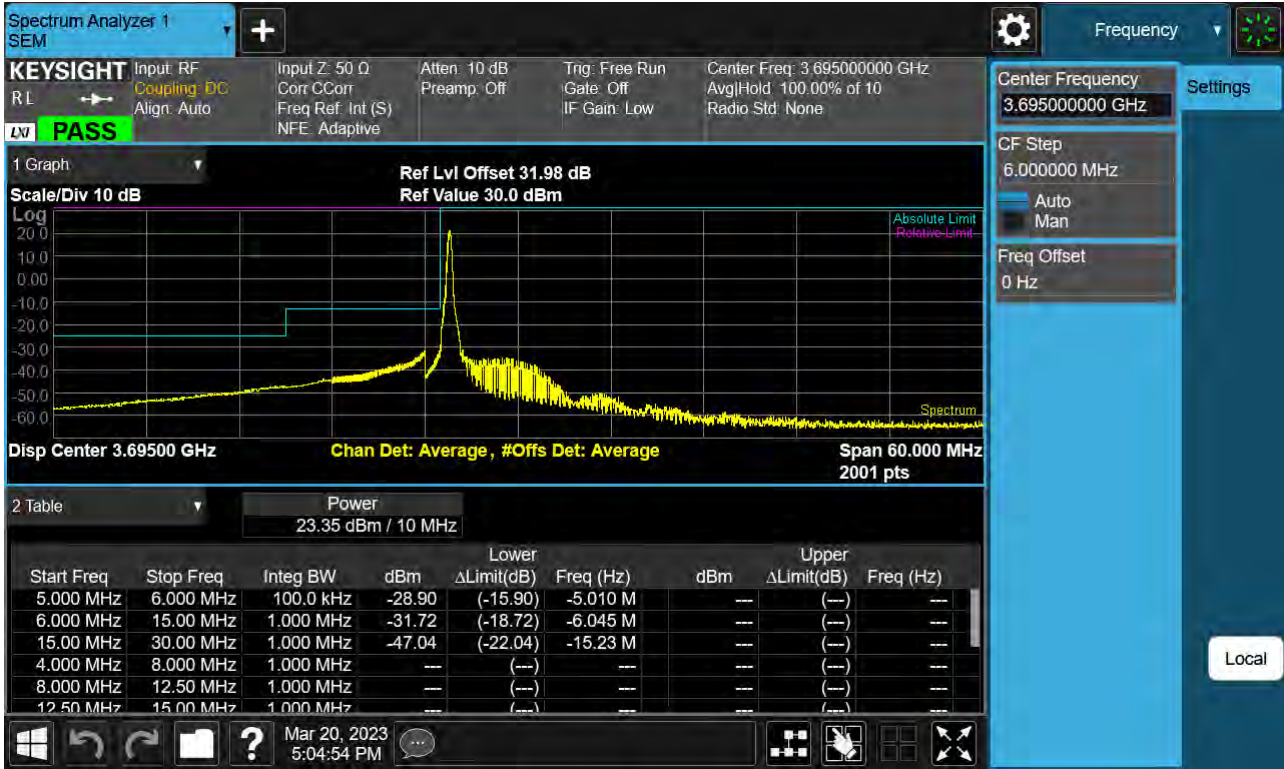 Spectrum Analyzer 1
SEM
Frequency
KEYSIGHT
R L
LXI
PASS
Input: RF
Coupling: DC
Align: Auto
Input Z: 50 Ω
Corr CCorr
Freq Ref: Int (S)
NFE: Adaptive
Atten: 10 dB
Preamp: Off
Trig: Free Run
Gate: Off
IF Gain: Low
Center Freq: 3.695000000 GHz
Avg|Hold: 100.00% of 10
Radio Std: None
Center Frequency
3.695000000 GHz
Settings
CF Step
6.000000 MHz
Auto
Man
Freq Offset
0 Hz
Local
1 Graph
Scale/Div 10 dB
Ref Lvl Offset 31.98 dB
Ref Value 30.0 dBm
Log
Absolute Limit
Relative Limit
20.0
10.0
0.00
-10.0
-20.0
-30.0
-40.0
-50.0
-60.0
Spectrum
Disp Center 3.69500 GHz
Chan Det: Average, #Offs Det: Average
Span 60.000 MHz
2001 pts
2 Table
Power
23.35 dBm / 10 MHz
Lower Upper
Start Freq Stop Freq Integ BW dBm ΔLimit(dB) Freq (Hz) dBm ΔLimit(dB) Freq (Hz)
5.000 MHz 6.000 MHz 100.0 kHz -28.90 (-15.90) -5.010 M --- (---) ---
6.000 MHz 15.00 MHz 1.000 MHz -31.72 (-18.72) -6.045 M --- (---) ---
15.00 MHz 30.00 MHz 1.000 MHz -47.04 (-22.04) -15.23 M --- (---) ---
4.000 MHz 8.000 MHz 1.000 MHz --- (---) --- --- (---) ---
8.000 MHz 12.50 MHz 1.000 MHz --- (---) --- --- (---) ---
12.50 MHz 15.00 MHz 1.000 MHz --- (---) --- --- (---) ---
Mar 20, 2023
5:04:54 PM